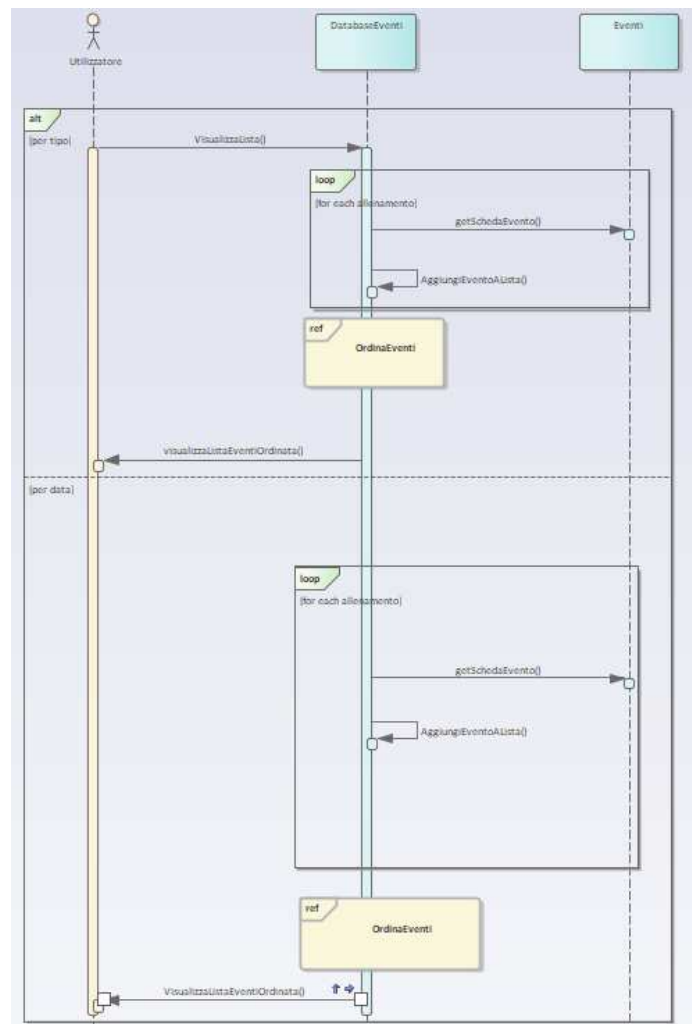 Utilizzatore
DatabaseEventi
Eventi
alt
[per tipo]
VisualizzaLista()
loop
[for each allenamento]
getSchedaEvento()
AggiungiEventoALista()
ref
OrdinaEventi
visualizzaListaEventiOrdinata()
[per data]
loop
[for each allenamento]
getSchedaEvento()
AggiungiEventoALista()
ref
OrdinaEventi
VisualizzaListaEventiOrdinata()